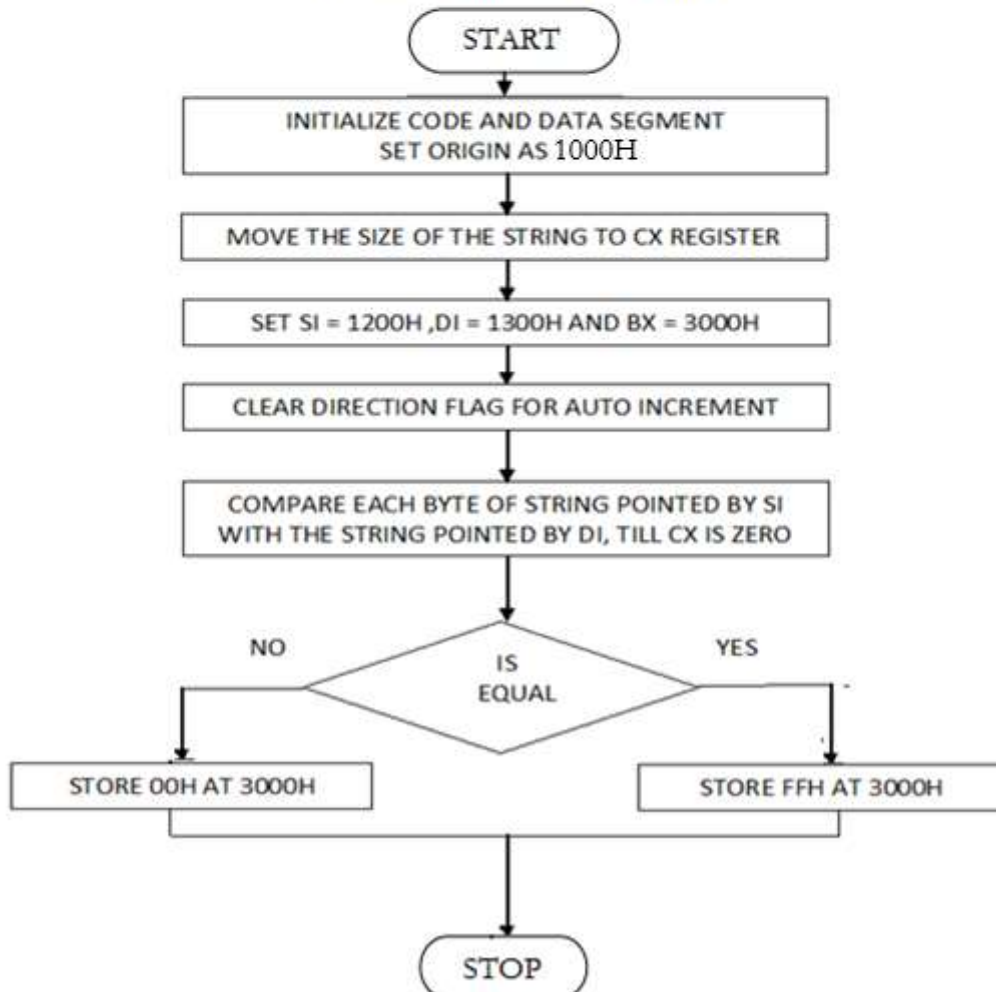 START
INITIALIZE CODE AND DATA SEGMENT
SET ORIGIN AS 1000H
MOVE THE SIZE OF THE STRING TO CX REGISTER
SET SI = 1200H ,DI = 1300H AND BX = 3000H
CLEAR DIRECTION FLAG FOR AUTO INCREMENT
COMPARE EACH BYTE OF STRING POINTED BY SI
WITH THE STRING POINTED BY DI, TILL CX IS ZERO
NO
YES
IS
EQUAL
STORE 00H AT 3000H
STORE FFH AT 3000H
STOP